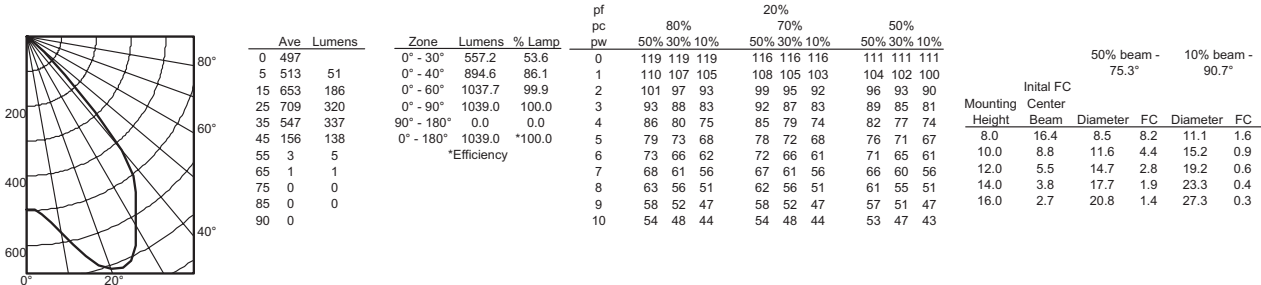 200
400
600
0°
20°
40°
60°
80°
Ave Lumens
0 497
5 513 51
15 653 186
25 709 320
35 547 337
45 156 138
55 3 5
65 1 1
75 0 0
85 0 0
90 0
Zone Lumens % Lamp
0° - 30° 557.2 53.6
0° - 40° 894.6 86.1
0° - 60° 1037.7 99.9
0° - 90° 1039.0 100.0
90° - 180° 0.0 0.0
0° - 180° 1039.0 *100.0
*Efficiency
pf 20%
pc 80% 70% 50%
pw 50% 30% 10% 50% 30% 10% 50% 30% 10%
0 119 119 119 116 116 116 111 111 111
1 110 107 105 108 105 103 104 102 100
2 101 97 93 99 95 92 96 93 90
3 93 88 83 92 87 83 89 85 81
4 86 80 75 85 79 74 82 77 74
5 79 73 68 78 72 68 76 71 67
6 73 66 62 72 66 61 71 65 61
7 68 61 56 67 61 56 66 60 56
8 63 56 51 62 56 51 61 55 51
9 58 52 47 58 52 47 57 51 47
10 54 48 44 54 48 44 53 47 43
50% beam - 10% beam -
75.3° 90.7°
Inital FC
Mounting Center
Height Beam Diameter FC Diameter FC
8.0 16.4 8.5 8.2 11.1 1.6
10.0 8.8 11.6 4.4 15.2 0.9
12.0 5.5 14.7 2.8 19.2 0.6
14.0 3.8 17.7 1.9 23.3 0.4
16.0 2.7 20.8 1.4 27.3 0.3